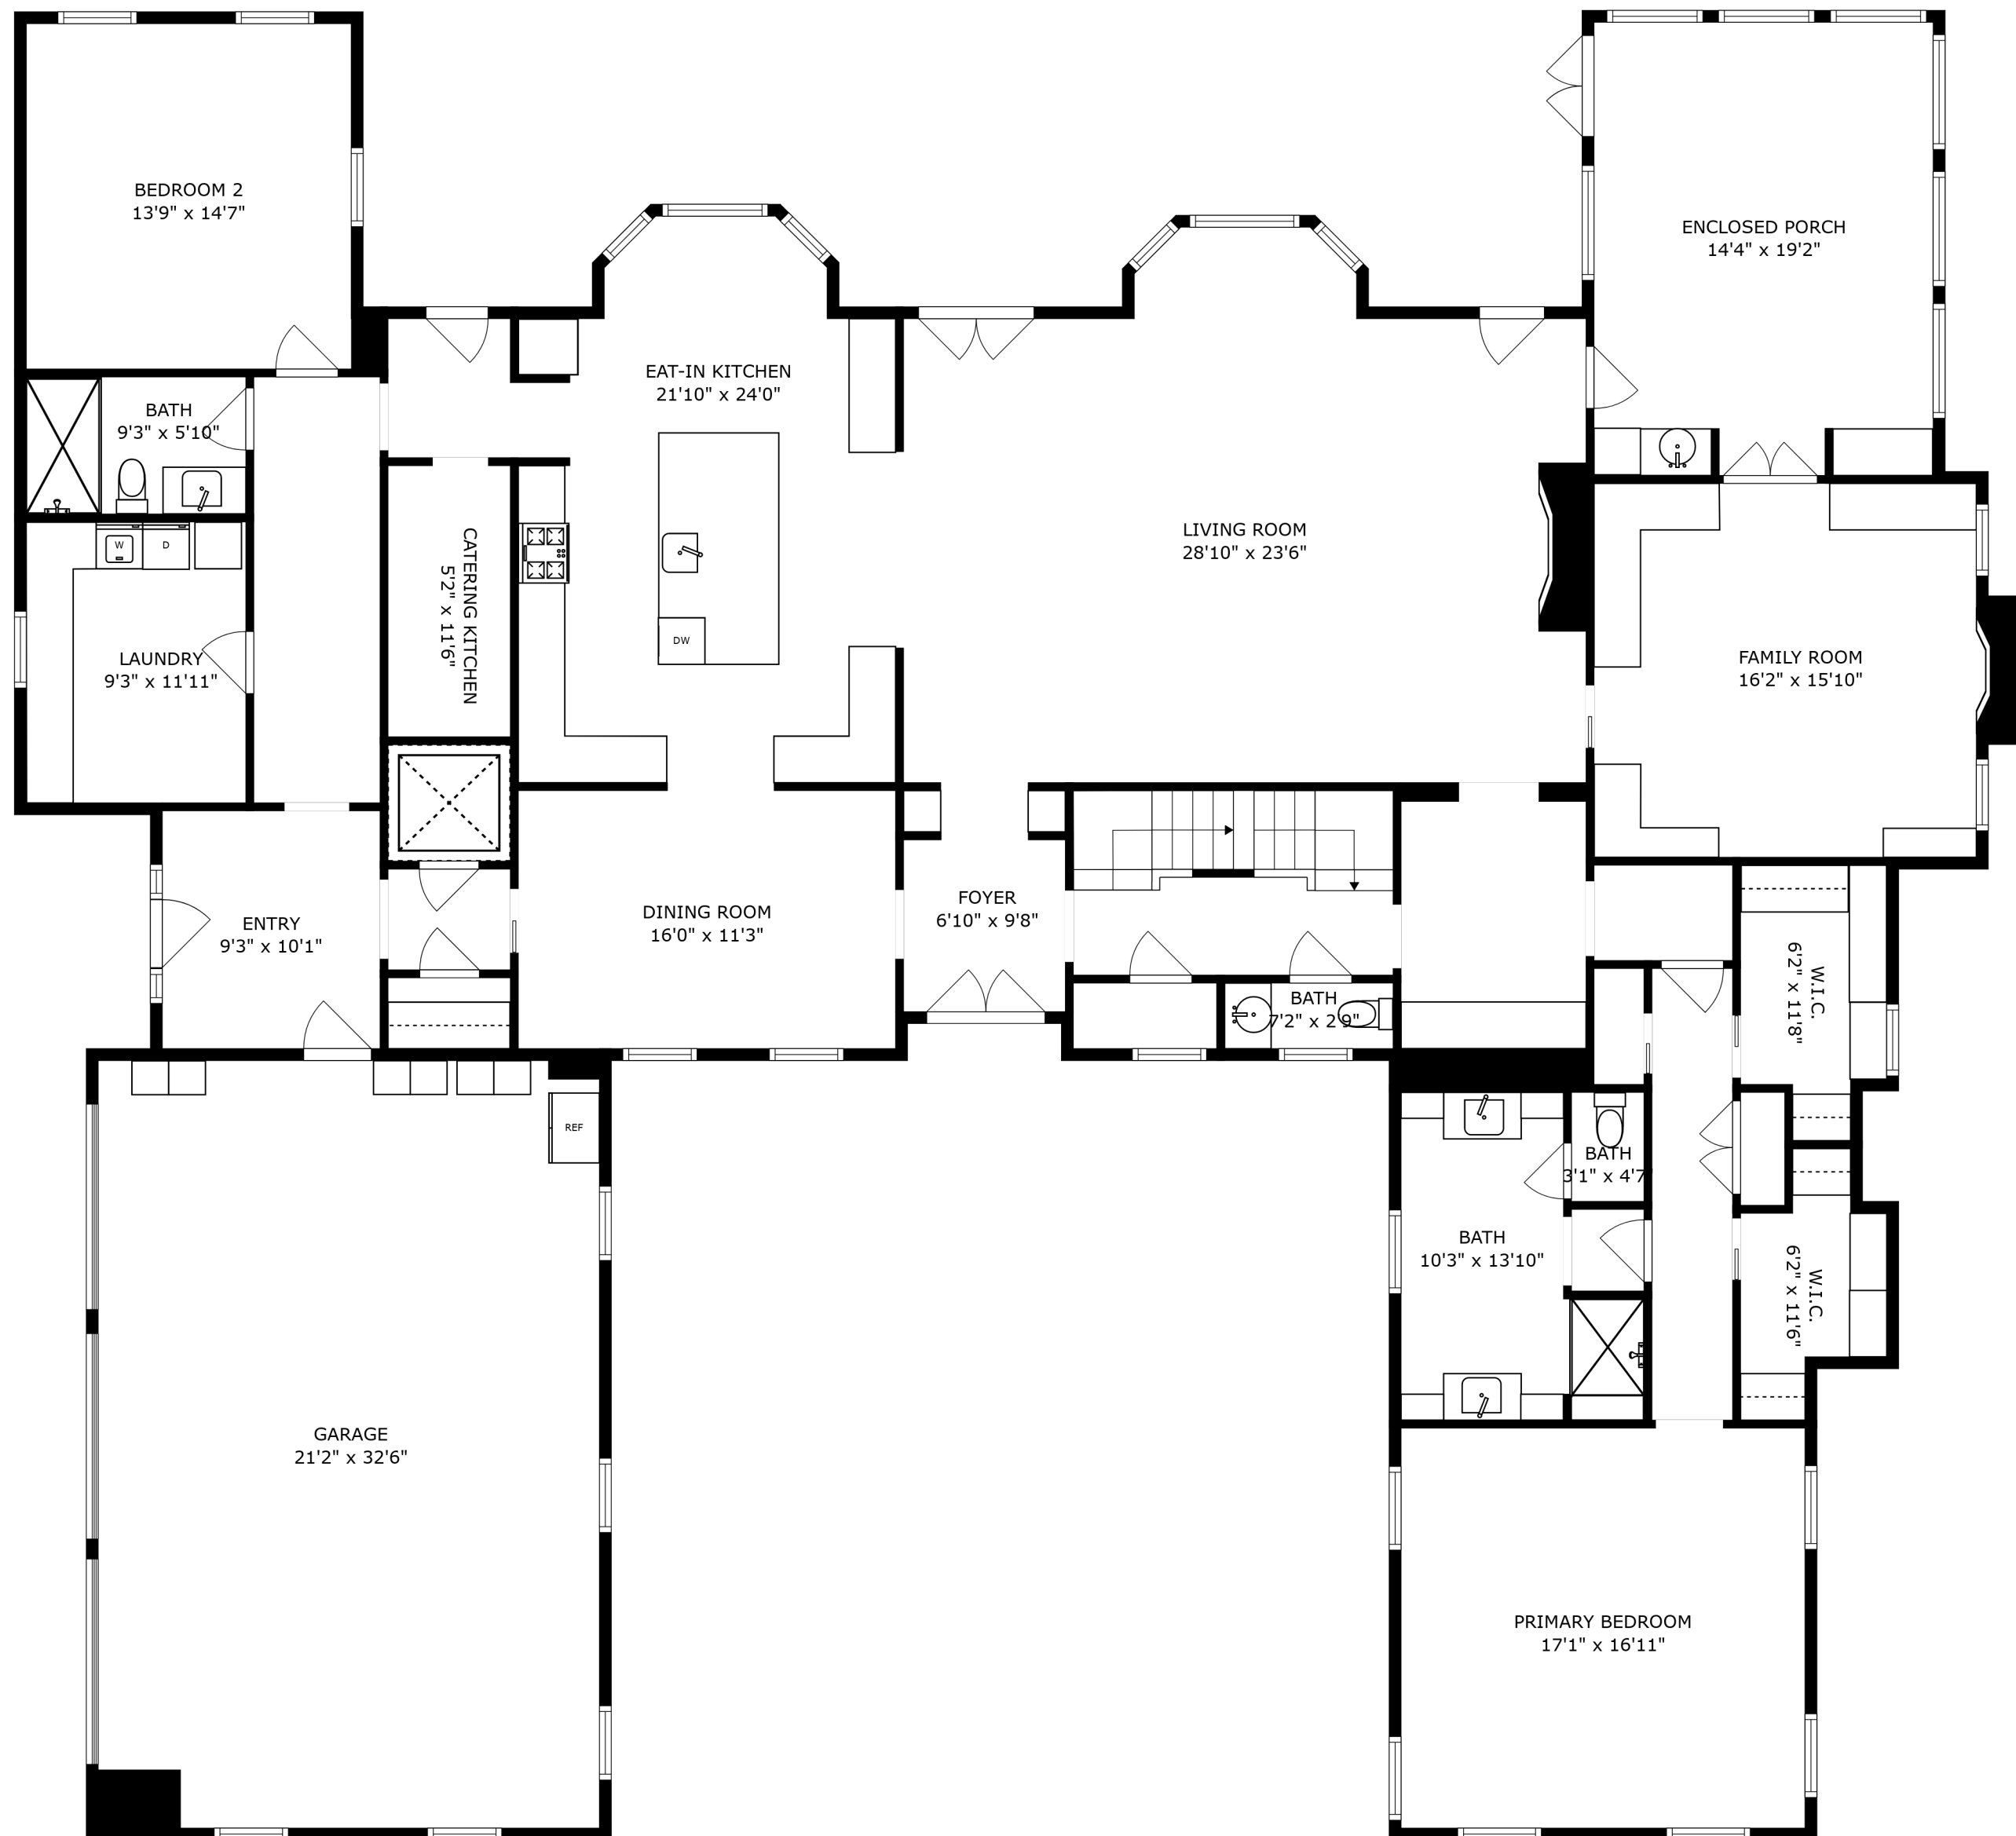 BEDROOM 2
13'9" x 14'7"
ENCLOSED PORCH
14'4" x 19'2"
EAT-IN KITCHEN
21'10" x 24'0"
BATH
9'3" x 5'10"
LIVING ROOM
28'10" x 23'6"
W
D
CATERING KITCHEN
5'2" x 11'6"
DW
LAUNDRY
9'3" x 11'11"
FAMILY ROOM
16'2" x 15'10"
ENTRY
9'3" x 10'1"
DINING ROOM
16'0" x 11'3"
FOYER
6'10" x 9'8"
W.I.C.
6'2" x 11'8"
BATH
7'2" x 2'9"
REF
BATH
3'1" x 4'7"
BATH
10'3" x 13'10"
W.I.C.
6'2" x 11'6"
GARAGE
21'2" x 32'6"
PRIMARY BEDROOM
17'1" x 16'11"